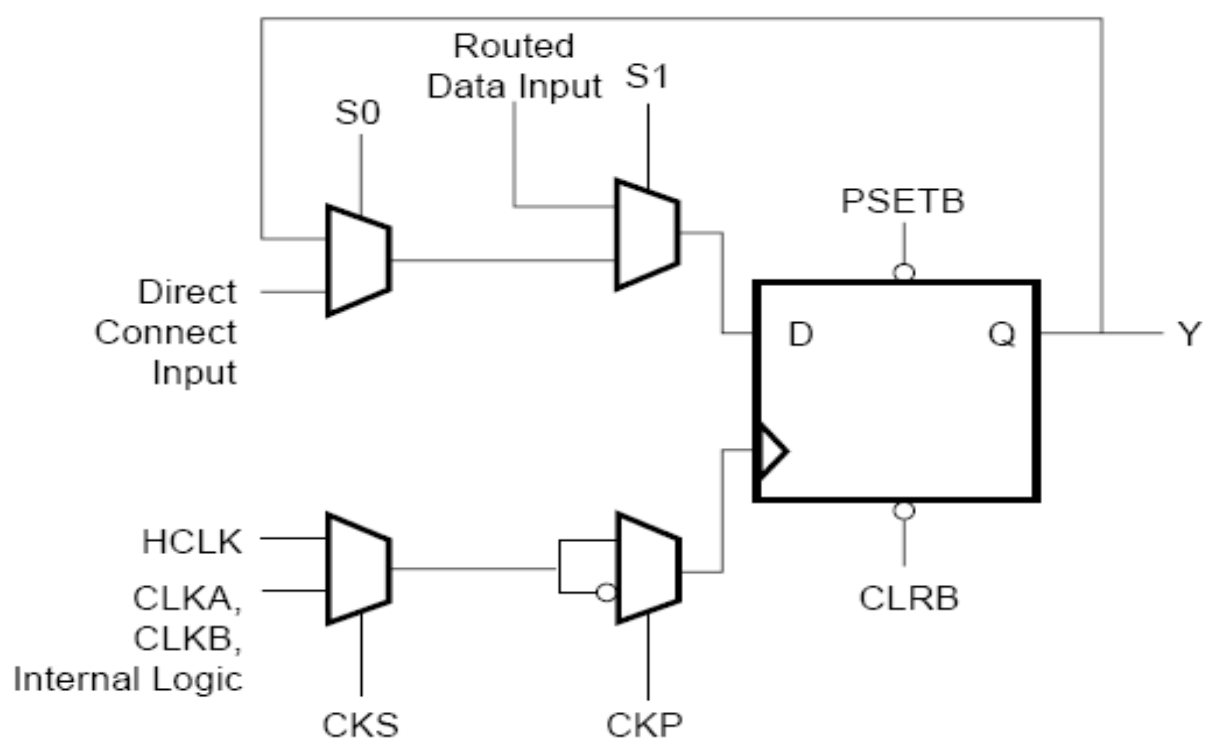 Routed
Data Input
S1
S0
PSETB
Direct
Connect
Input
D
Q
Y
HCLK
CLKA,
CLKB,
Internal Logic
CLRB
CKS
CKP